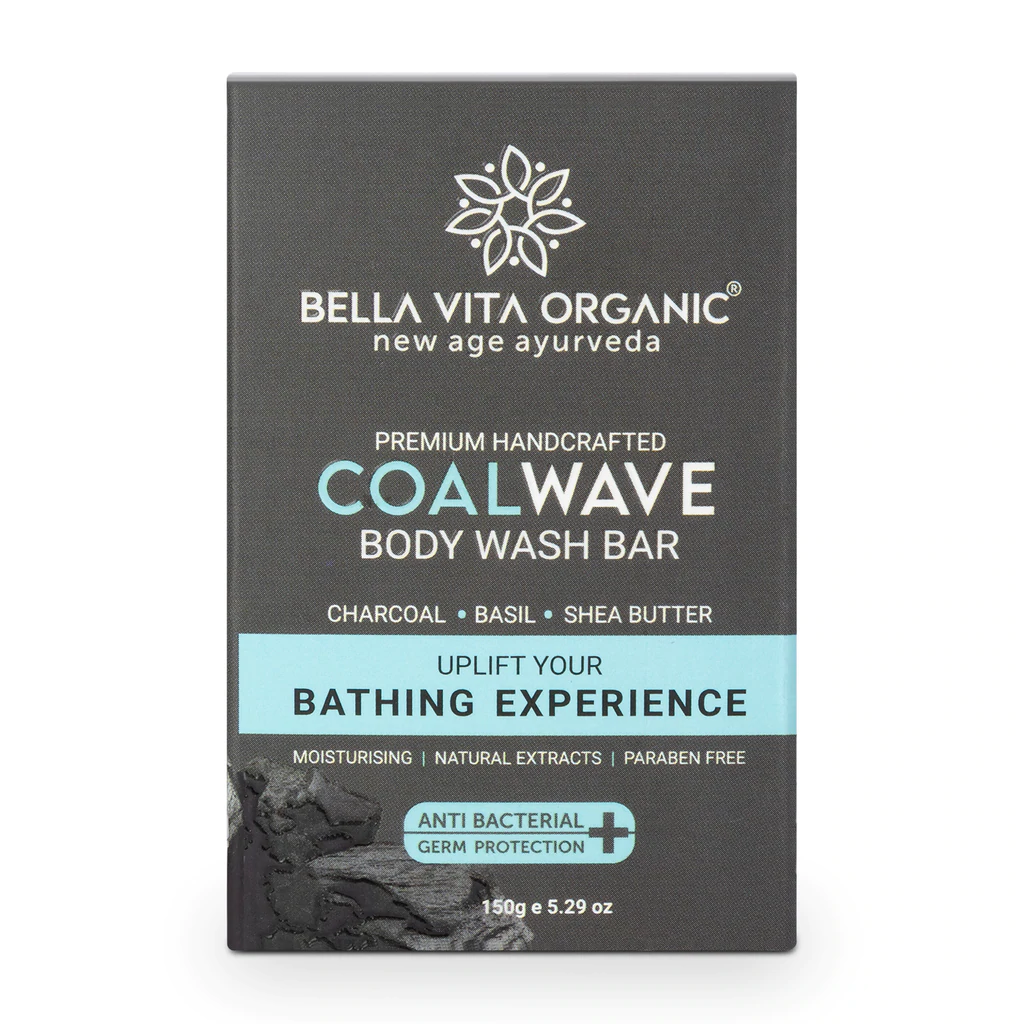 BELLA VITA ORGANIC®
new age ayurveda
PREMIUM HANDCRAFTED
COALWAVE
BODY WASH BAR
CHARCOAL • BASIL • SHEA BUTTER
UPLIFT YOUR
BATHING EXPERIENCE
MOISTURISING | NATURAL EXTRACTS | PARABEN FREE
ANTI BACTERIAL
GERM PROTECTION
150g e 5.29 oz